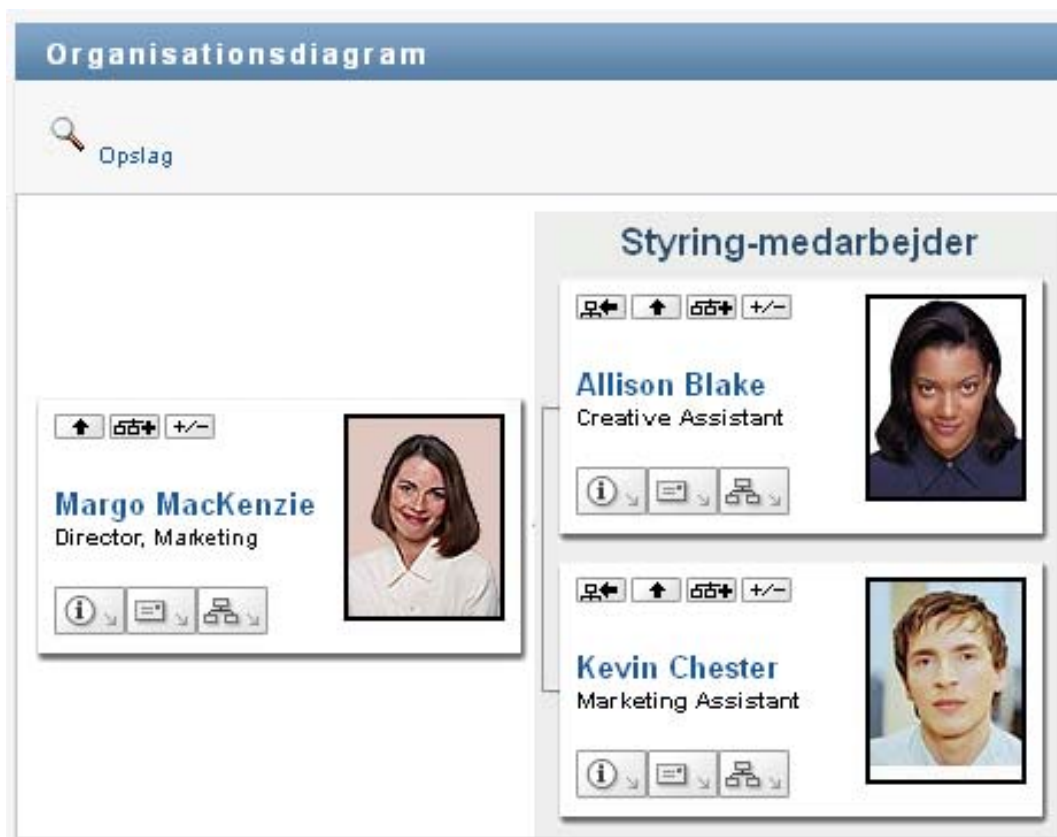 Organisationsdiagram
Opslag
Styring-medarbejder
+/-
Allison Blake
Creative Assistant
+/-
Margo MacKenzie
Director, Marketing
+/-
Kevin Chester
Marketing Assistant